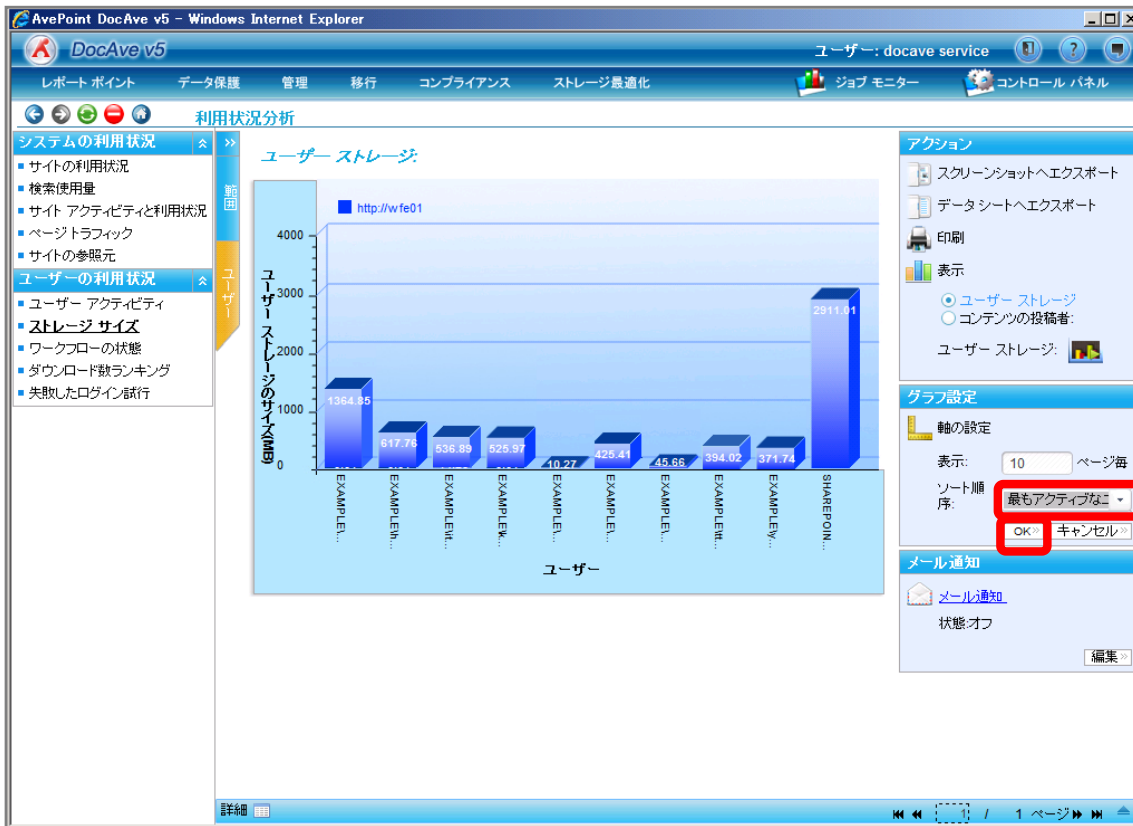 AvePoint DocAve v5 - Windows Internet Explorer
DocAve v5
ユーザー: docave service
レポート ポイント データ保護 管理 移行 コンプライアンス ストレージ最適化 ジョブ モニター コントロール パネル
利用状況分析
システムの利用状況
サイトの利用状況
検索使用量
サイト アクティビティと利用状況
ページトラフィック
サイトの参照元
ユーザーの利用状況
ユーザー アクティビティ
ストレージ サイズ
ワークフローの状態
ダウンロード数ランキング
失敗したログイン試行
範囲
ユーザー
ユーザー ストレージ:
http://wfe01
ユーザー ストレージのサイズ(MB)
4000
3000
2000
1000
0
1364.85
617.76
536.89
525.97
10.27
425.41
45.66
394.02
371.74
2911.01
EXAMPLE\...
EXAMPLE\h...
EXAMPLE\it...
EXAMPLE\k...
EXAMPLE\...
EXAMPLE\...
EXAMPLE\...
EXAMPLE\tt...
EXAMPLE\y...
SHAREPOIN...
ユーザー
アクション
スクリーンショットへエクスポート
データ シートへエクスポート
印刷
表示
ユーザー ストレージ
コンテンツの投稿者:
ユーザー ストレージ:
グラフ設定
軸の設定
表示: 10 ページ毎
ソート順序: 最もアクティブな
OK キャンセル
メール通知
メール通知
状態:オフ
編集
詳細
1 / 1 ページ